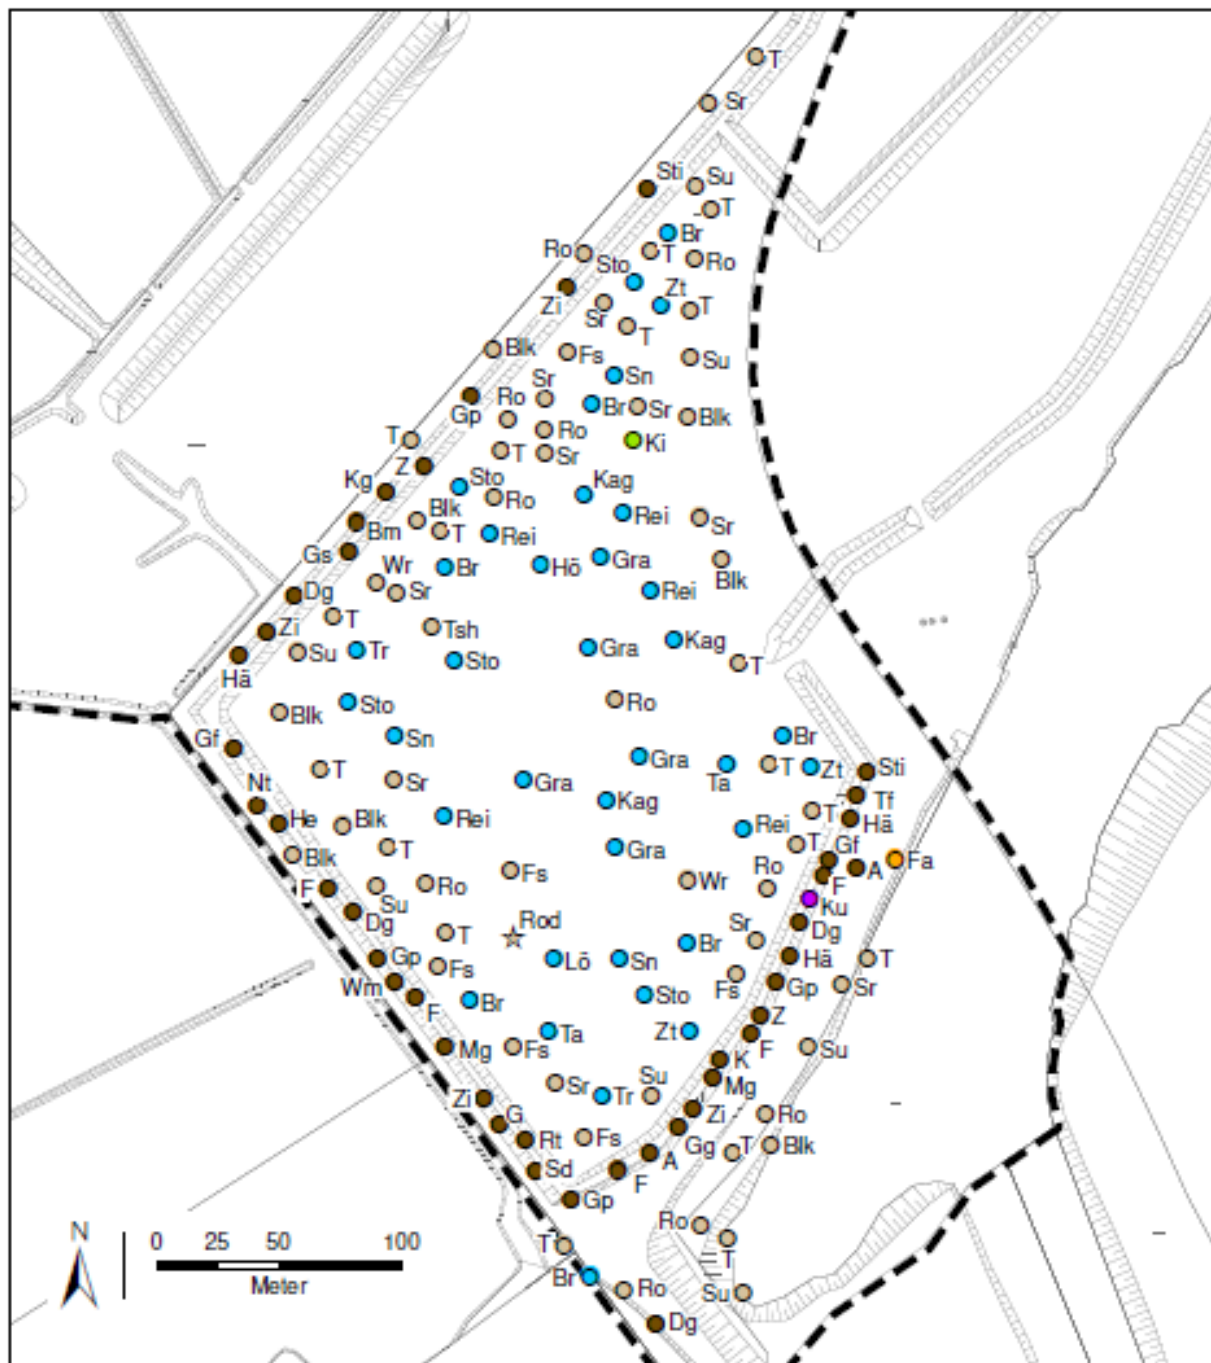 T
Sr
Sti
Su
T
Br
Ro
Sto
T
Ro
Zi
Zt
Sr
T
T
Blk
Fs
Su
Sn
Sr
Gp
Ro
Br
Sr
Blk
T
Ro
Ki
Z
T
Sr
Kg
Sto
Ro
Kag
Bm
Blk
T
Rei
Rei
Sr
Gs
Wr
Br
Hö
Gra
Blk
Dg
Sr
Rei
Zi
T
Tsh
Hä
Su
Tr
Sto
Gra
Kag
T
Blk
Sto
Ro
Gf
Sn
Br
T
Sr
Gra
Gra
Ta
T
Zt
Sti
Nt
Kag
Tf
He
Blk
Rei
Rei
T
Hä
Blk
T
Gra
T
Gf
F
Su
Ro
Fs
Wr
Ro
F
A
Fa
Ku
Dg
T
Rod
Br
Sr
Dg
Gp
Fs
Lö
Sn
Hä
T
Wm
F
Br
Sto
Fs
Gp
Sr
Mg
Fs
Ta
Zt
Z
F
Su
Zi
Sr
Tr
Su
K
Mg
G
Zi
Ro
Rt
Fs
Gg
T
Blk
Sd
F
A
Gp
N
0 25 50 100
Meter
T
Ro
T
Br
Ro
Su
Dg